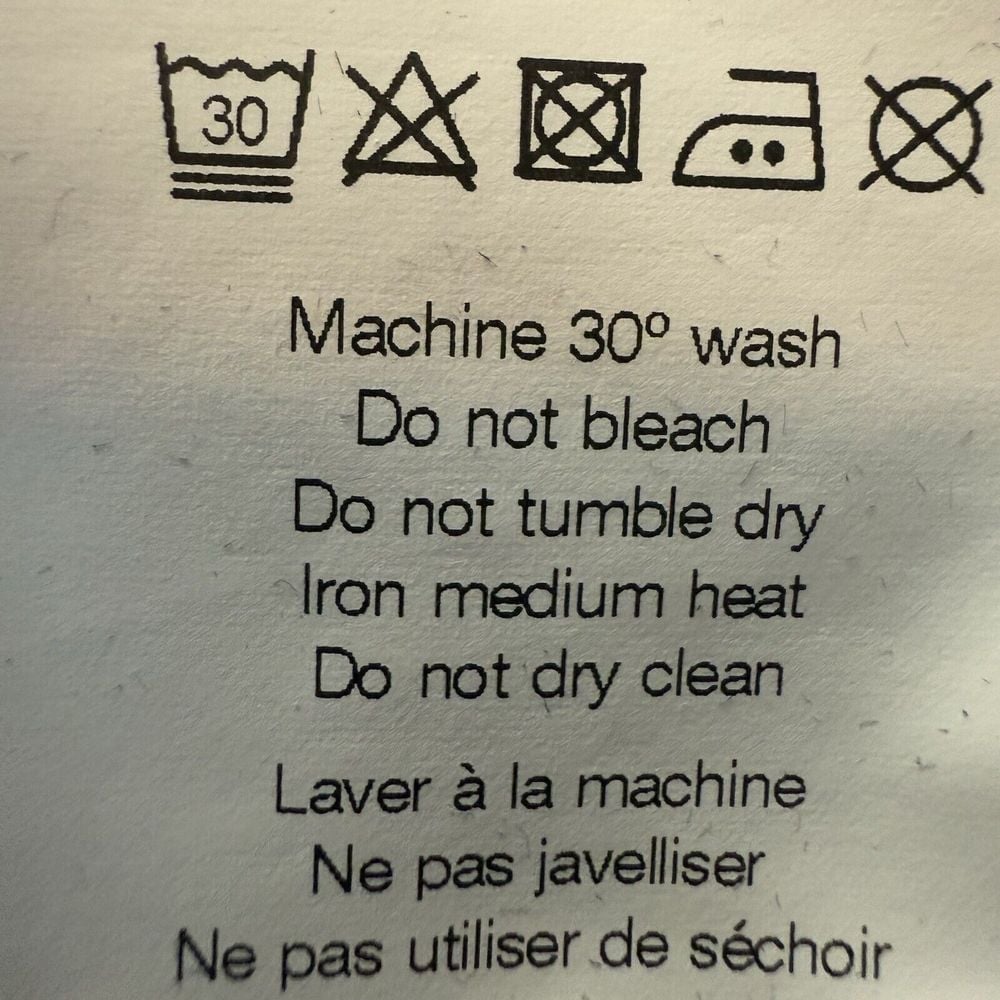 30
Machine 30º wash
Do not bleach
Do not tumble dry
Iron medium heat
Do not dry clean
Laver à la machine
Ne pas javelliser
Ne pas utiliser de séchoir